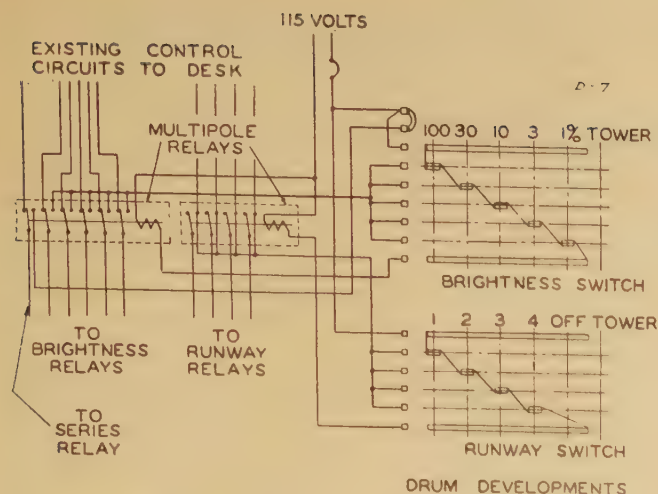 115 VOLTS
EXISTING CONTROL
CIRCUITS TO DESK
D-7
MULTIPOLE
RELAYS
100 30 10 3 1% TOWER
BRIGHTNESS SWITCH
TO
BRIGHTNESS
RELAYS
TO
RUNWAY
RELAYS
1 2 3 4 OFF TOWER
TO
SERIES
RELAY
RUNWAY SWITCH
DRUM DEVELOPMENTS